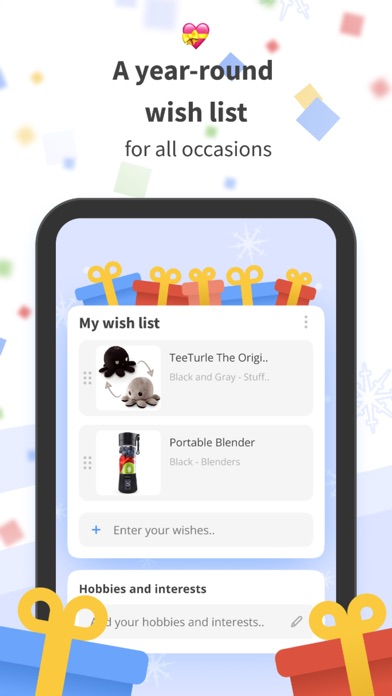 A year-round
wish list
for all occasions
My wish list
TeeTurle The Origi..
Black and Gray - Stuff..
Portable Blender
Black - Blenders
+ Enter your wishes..
Hobbies and interests
your hobbies and interests..